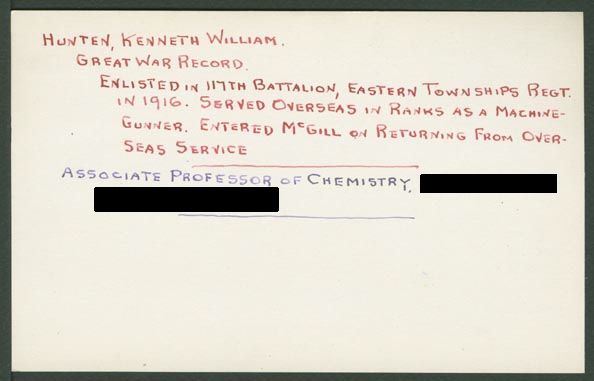 HUNTEN, KENNETH WILLIAM.
GREAT WAR RECORD.
ENLISTED IN 117TH BATTALION, EASTERN TOWNSHIPS REGT.
IN 1916. SERVED OVERSEAS IN RANKS AS A MACHINE-
GUNNER. ENTERED McGILL ON RETURNING FROM OVER-
SEAS SERVICE
ASSOCIATE PROFESSOR OF CHEMISTRY,